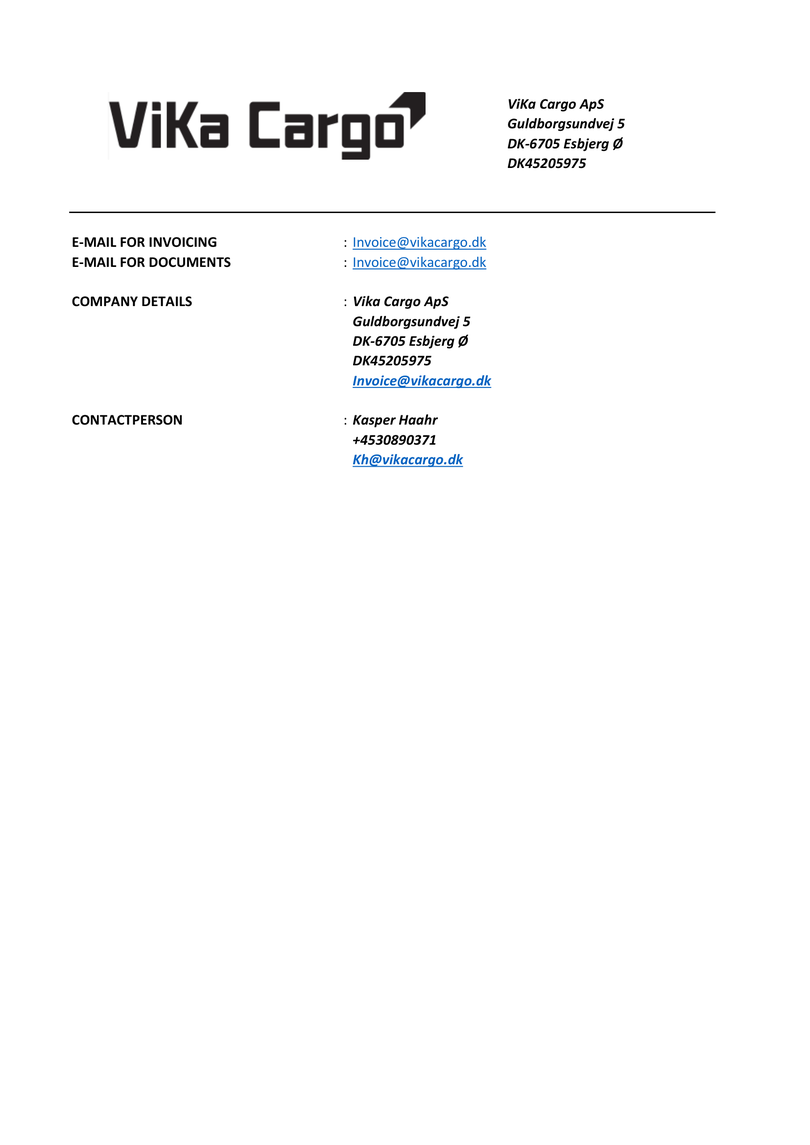 ViKa Cargo
ViKa Cargo ApS
Guldborgsundvej 5
DK-6705 Esbjerg Ø
DK45205975
E-MAIL FOR INVOICING : Invoice@vikacargo.dk
E-MAIL FOR DOCUMENTS : Invoice@vikacargo.dk
COMPANY DETAILS : Vika Cargo ApS
Guldborgsundvej 5
DK-6705 Esbjerg Ø
DK45205975
Invoice@vikacargo.dk
CONTACTPERSON : Kasper Haahr
+4530890371
Kh@vikacargo.dk